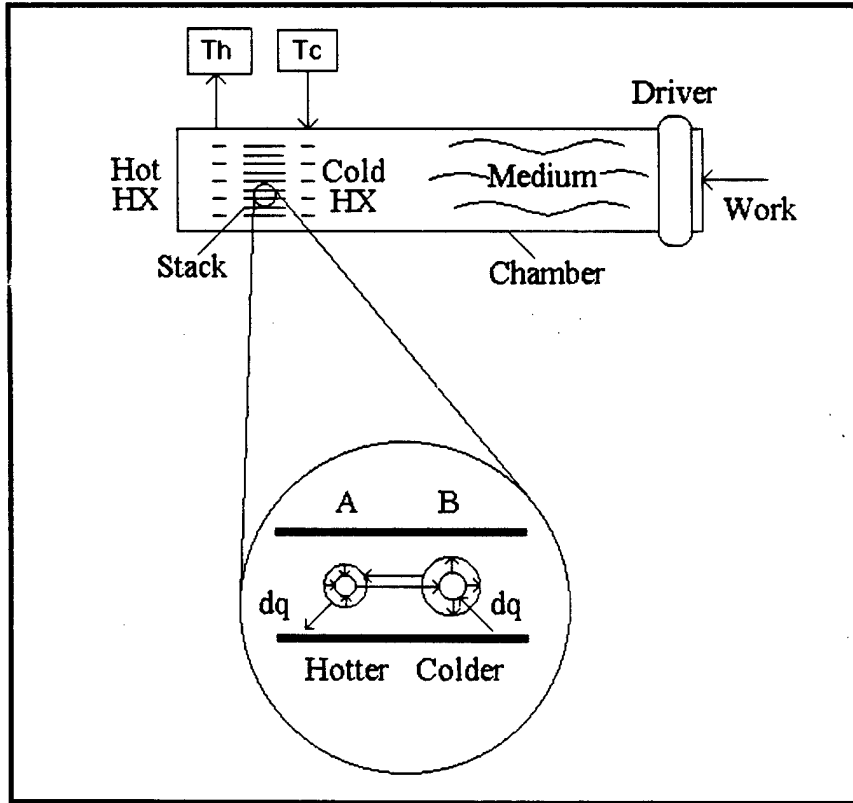 Th Tc
Driver
Hot
HX
Cold
HX
Medium
Work
Stack
Chamber
A B
dq dq
Hotter Colder